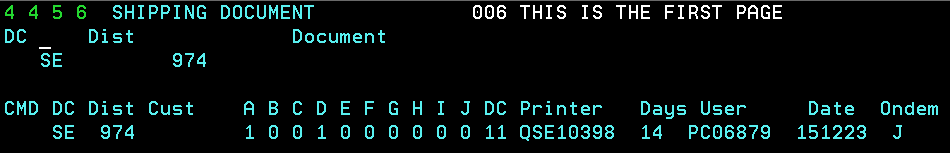 4 4 5 6 SHIPPING DOCUMENT 006 THIS IS THE FIRST PAGE
DC _ Dist Document
SE 974
CMD DC Dist Cust A B C D E F G H I J DC Printer Days User Date Ondem
SE 974 1 0 0 1 0 0 0 0 0 0 11 QSE10398 14 PC06879 151223 J